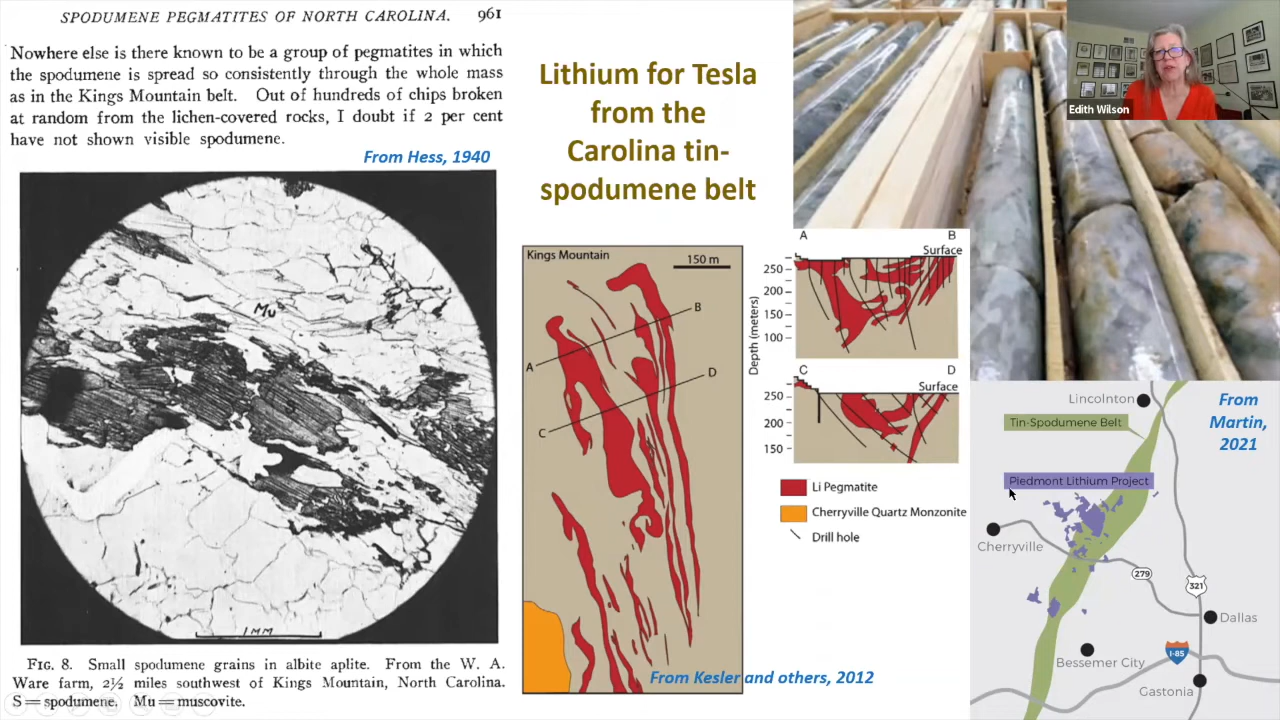 SPODUMENE PEGMATITES OF NORTH CAROLINA. 961
Nowhere else is there known to be a group of pegmatites in which
the spodumene is spread so consistently through the whole mass
as in the Kings Mountain belt. Out of hundreds of chips broken
at random from the lichen-covered rocks, I doubt if 2 per cent
have not shown visible spodumene.
From Hess, 1940
Mu
S
1 MM
FIG. 8. Small spodumene grains in albite aplite. From the W. A.
Ware farm, 2½ miles southwest of Kings Mountain, North Carolina.
S=spodumene. Mu=muscovite.
Lithium for Tesla
from the
Carolina tin-
spodumene belt
Kings Mountain
150 m
A
B
C
D
From Kesler and others, 2012
A B
Surface
250
200
150
100
Depth (meters)
C D
Surface
250
200
150
Li Pegmatite
Cherryville Quartz Monzonite
Drill hole
Edith Wilson
From
Martin,
2021
Lincolnton
Tin-Spodumene Belt
Piedmont Lithium Project
Cherryville
279
321
Dallas
Bessemer City
I-85
Gastonia